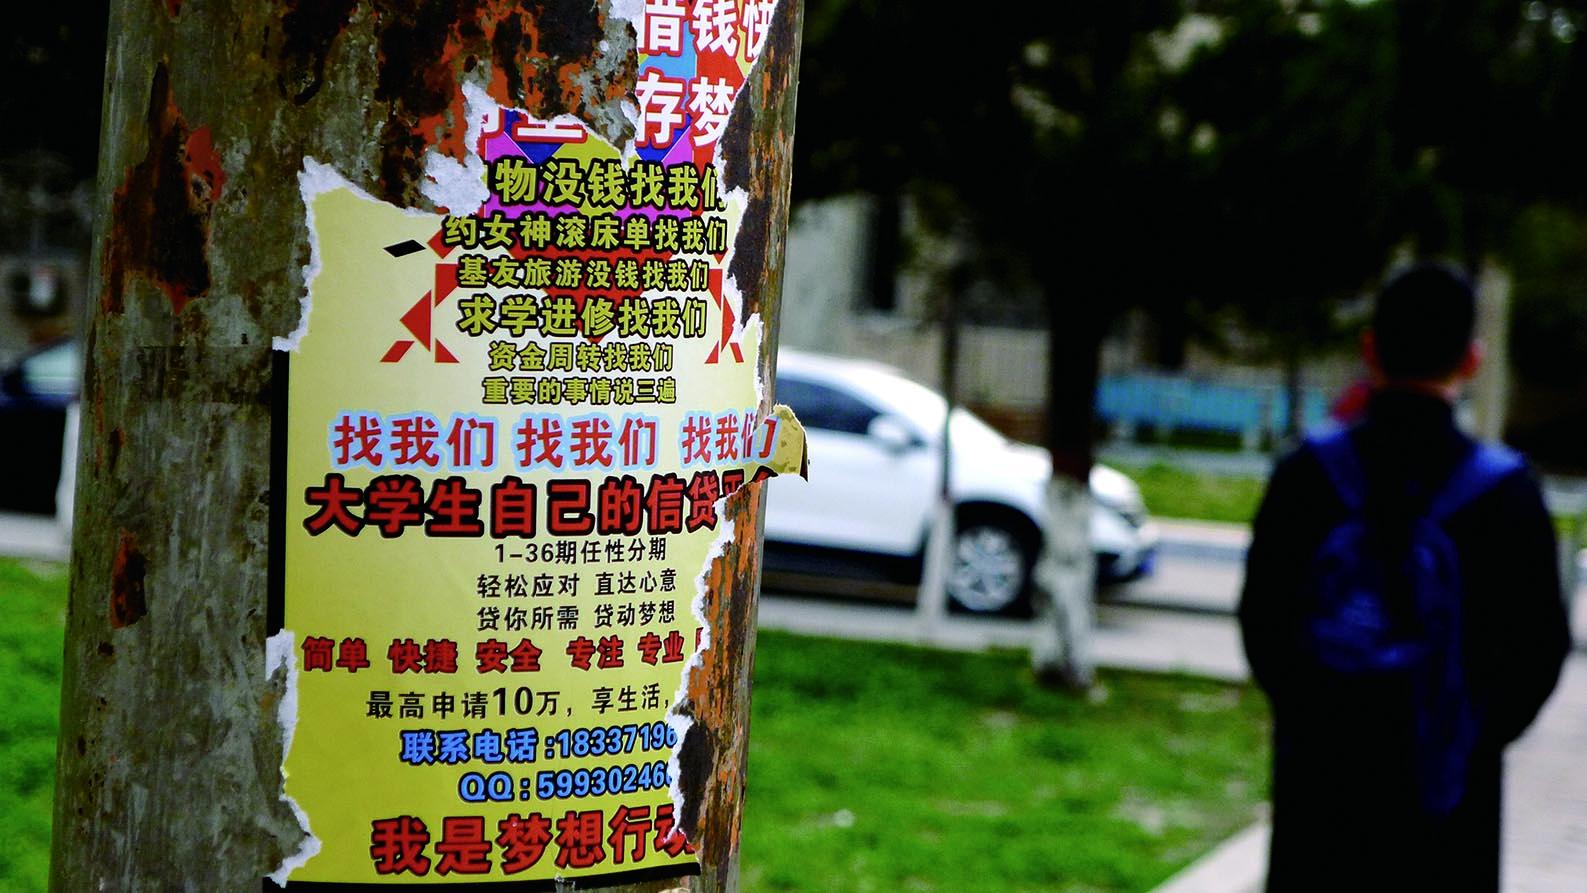 借钱快
存梦
物没钱找我们
约女神滚床单找我们
基友旅游没钱找我们
求学进修找我们
资金周转找我们
重要的事情说三遍
找我们 找我们 找我们
大学生自己的信贷平
1-36期任性分期
轻松应对 直达心意
贷你所需 贷动梦想
简单 快捷 安全 专注 专业
最高申请10万，享生活，
联系电话:18337196
QQ:59930246
我是梦想行动